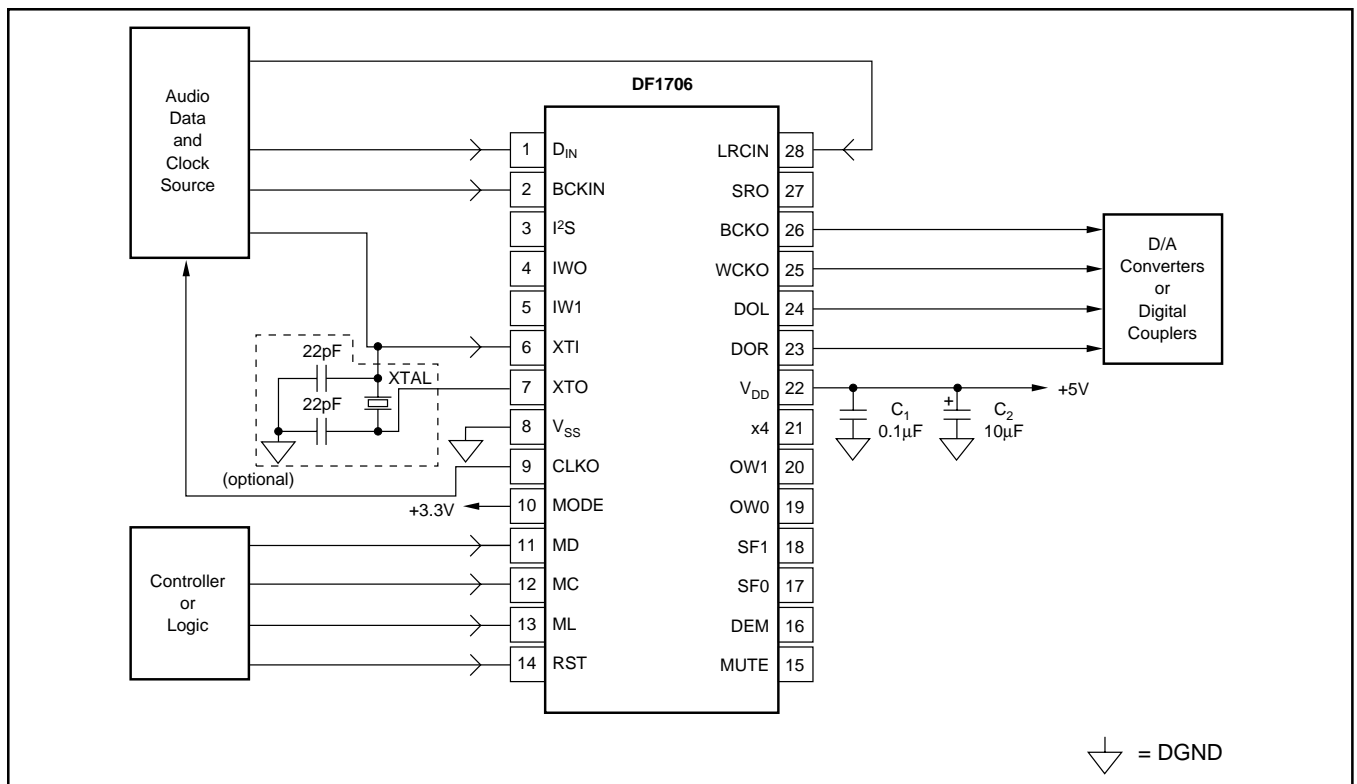 DF1706
Audio
Data
and
Clock
Source
1 D_IN
2 BCKIN
3 I²S
4 IWO
5 IW1
6 XTI
7 XTO
8 V_SS
9 CLKO
10 MODE
11 MD
12 MC
13 ML
14 RST
LRCIN 28
SRO 27
BCKO 26
WCKO 25
DOL 24
DOR 23
V_DD 22
x4 21
OW1 20
OW0 19
SF1 18
SF0 17
DEM 16
MUTE 15
D/A
Converters
or
Digital
Couplers
22pF
XTAL
22pF
(optional)
+3.3V
+5V
C₁
0.1µF
+
C₂
10µF
Controller
or
Logic
= DGND